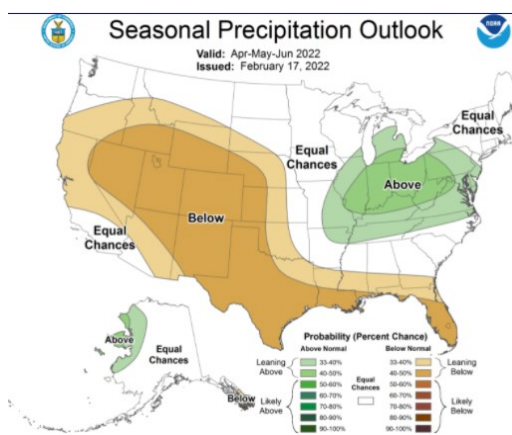 Seasonal Precipitation Outlook
NOAA
Valid: Apr-May-Jun 2022
Issued: February 17, 2022
Equal
Chances
Equal
Chances
Above
Below
Equal
Chances
Above
Equal
Chances
Below
Probability (Percent Chance)
Above Normal
Below Normal
Leaning
Above
33-40%
40-50%
50-60%
60-70%
70-80%
80-90%
90-100%
Likely
Above
Equal
Chances
33-40%
40-50%
50-60%
60-70%
70-80%
80-90%
90-100%
Leaning
Below
Likely
Below